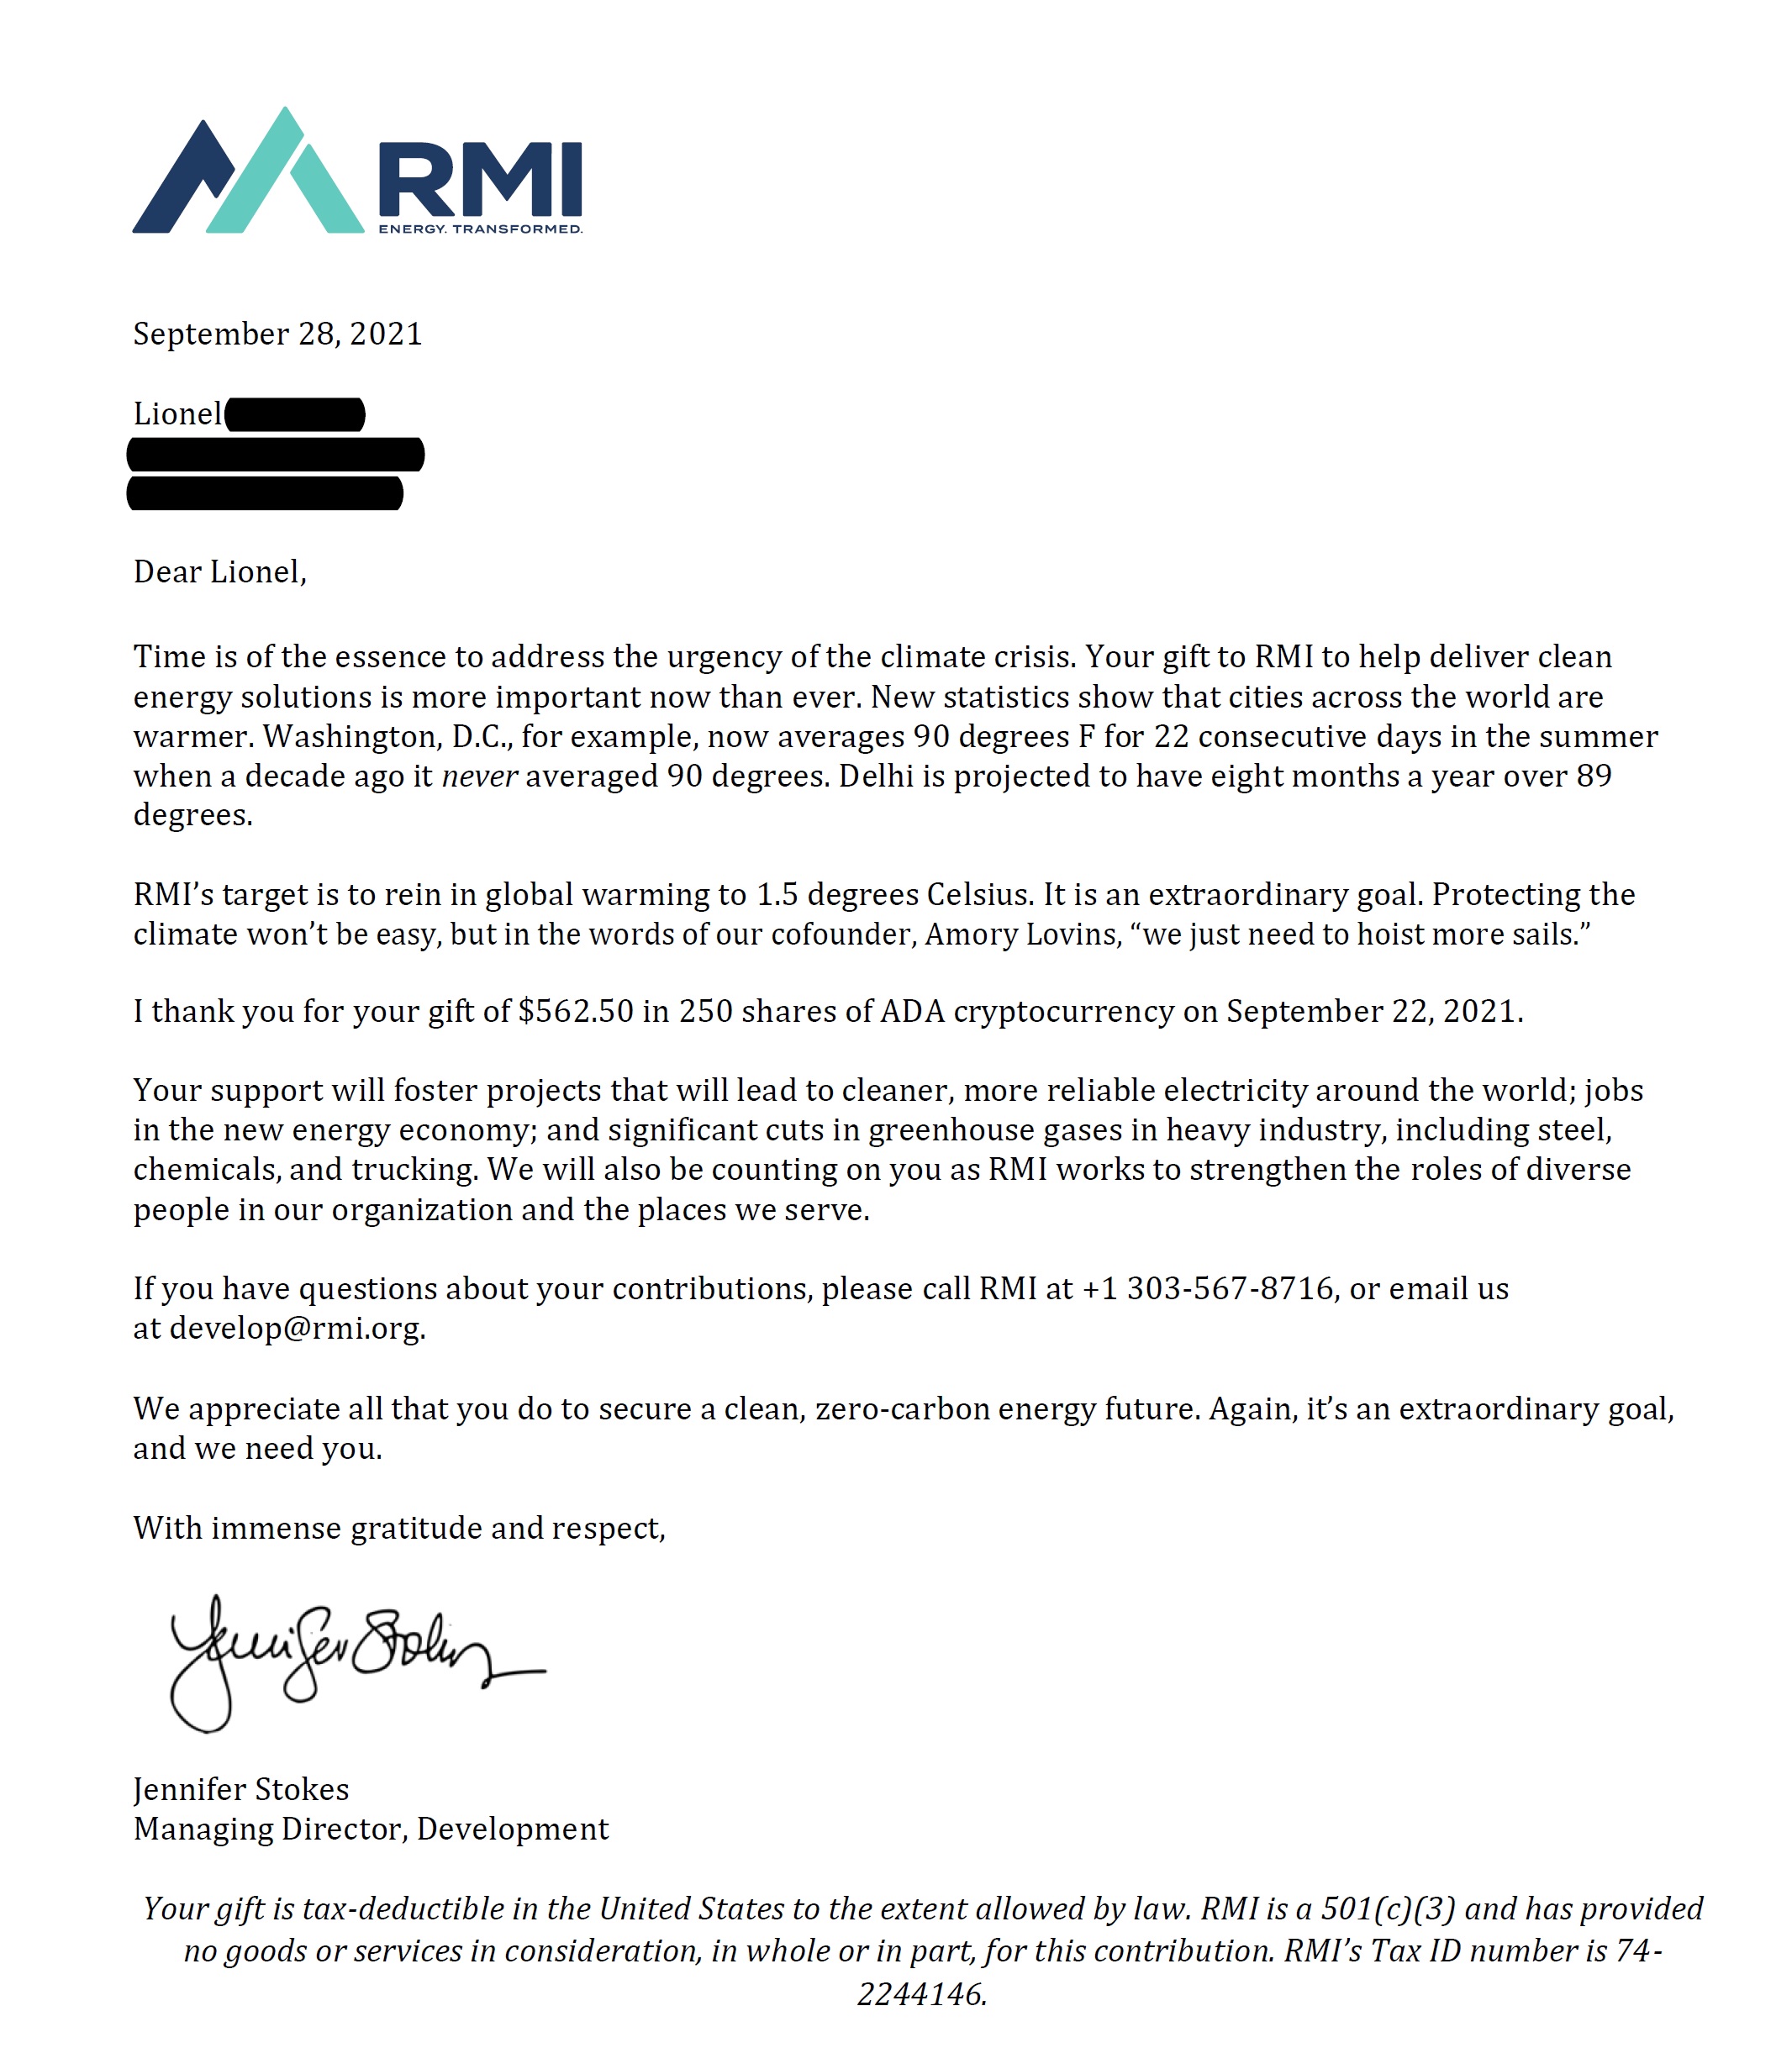 RMI
ENERGY. TRANSFORMED.
September 28, 2021
Lionel
Dear Lionel,
Time is of the essence to address the urgency of the climate crisis. Your gift to RMI to help deliver clean
energy solutions is more important now than ever. New statistics show that cities across the world are
warmer. Washington, D.C., for example, now averages 90 degrees F for 22 consecutive days in the summer
when a decade ago it never averaged 90 degrees. Delhi is projected to have eight months a year over 89
degrees.
RMI’s target is to rein in global warming to 1.5 degrees Celsius. It is an extraordinary goal. Protecting the
climate won’t be easy, but in the words of our cofounder, Amory Lovins, “we just need to hoist more sails.”
I thank you for your gift of $562.50 in 250 shares of ADA cryptocurrency on September 22, 2021.
Your support will foster projects that will lead to cleaner, more reliable electricity around the world; jobs
in the new energy economy; and significant cuts in greenhouse gases in heavy industry, including steel,
chemicals, and trucking. We will also be counting on you as RMI works to strengthen the roles of diverse
people in our organization and the places we serve.
If you have questions about your contributions, please call RMI at +1 303-567-8716, or email us
at develop@rmi.org.
We appreciate all that you do to secure a clean, zero-carbon energy future. Again, it’s an extraordinary goal,
and we need you.
With immense gratitude and respect,
Jennifer Stokes
Jennifer Stokes
Managing Director, Development
Your gift is tax-deductible in the United States to the extent allowed by law. RMI is a 501(c)(3) and has provided
no goods or services in consideration, in whole or in part, for this contribution. RMI’s Tax ID number is 74-
2244146.